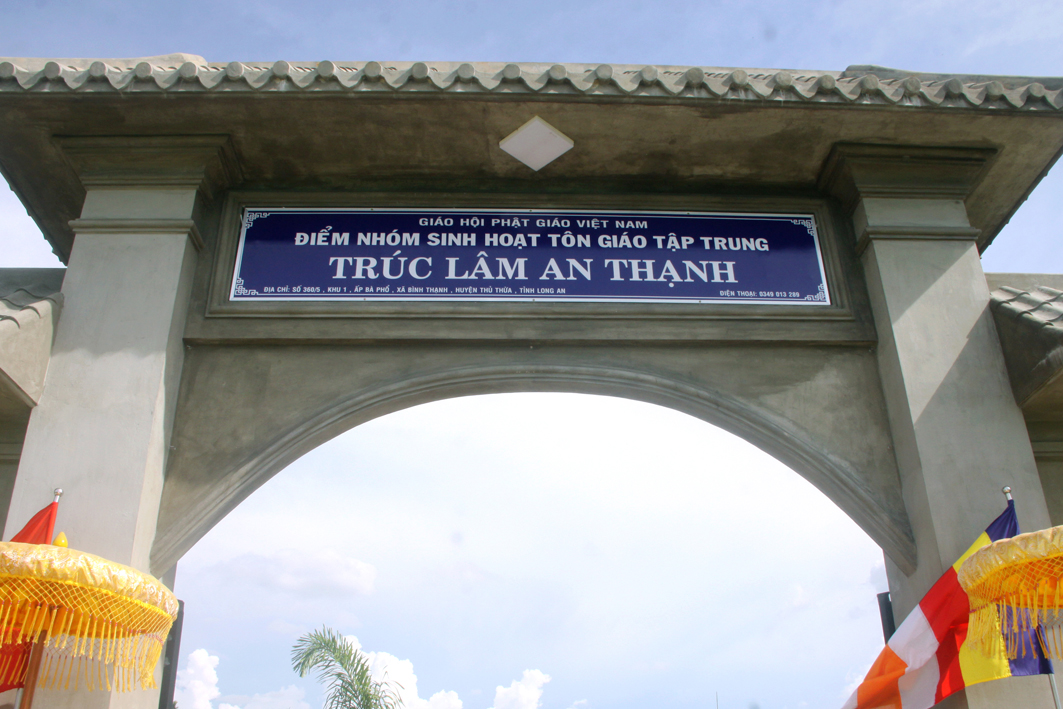 GIÁO HỘI PHẬT GIÁO VIỆT NAM
ĐIỂM NHÓM SINH HOẠT TÔN GIÁO TẬP TRUNG
TRÚC LÂM AN THẠNH
ĐỊA CHỈ: SỐ 360/5 , KHU 1 , ẤP BÀ PHỔ , XÃ BÌNH THẠNH , HUYỆN THỦ THỪA , TỈNH LONG AN
ĐIỆN THOẠI: 0349 013 289